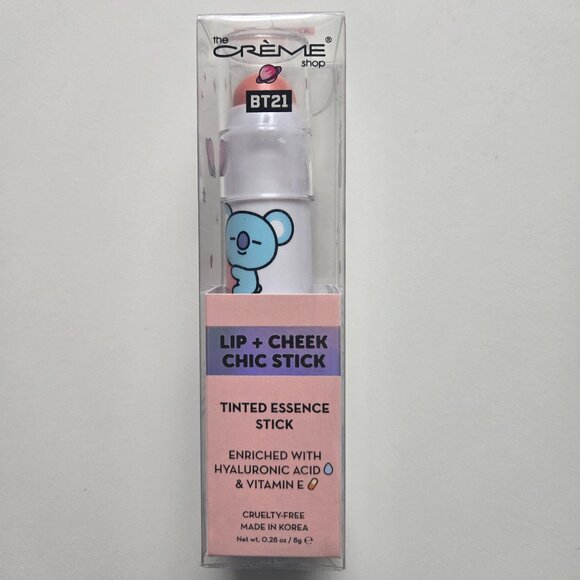 the
CRÈME®
shop
BT21
LIP + CHEEK
CHIC STICK
TINTED ESSENCE
STICK
ENRICHED WITH
HYALURONIC ACID
& VITAMIN E
CRUELTY-FREE
MADE IN KOREA
Net wt. 0.28 oz / 8g ℮